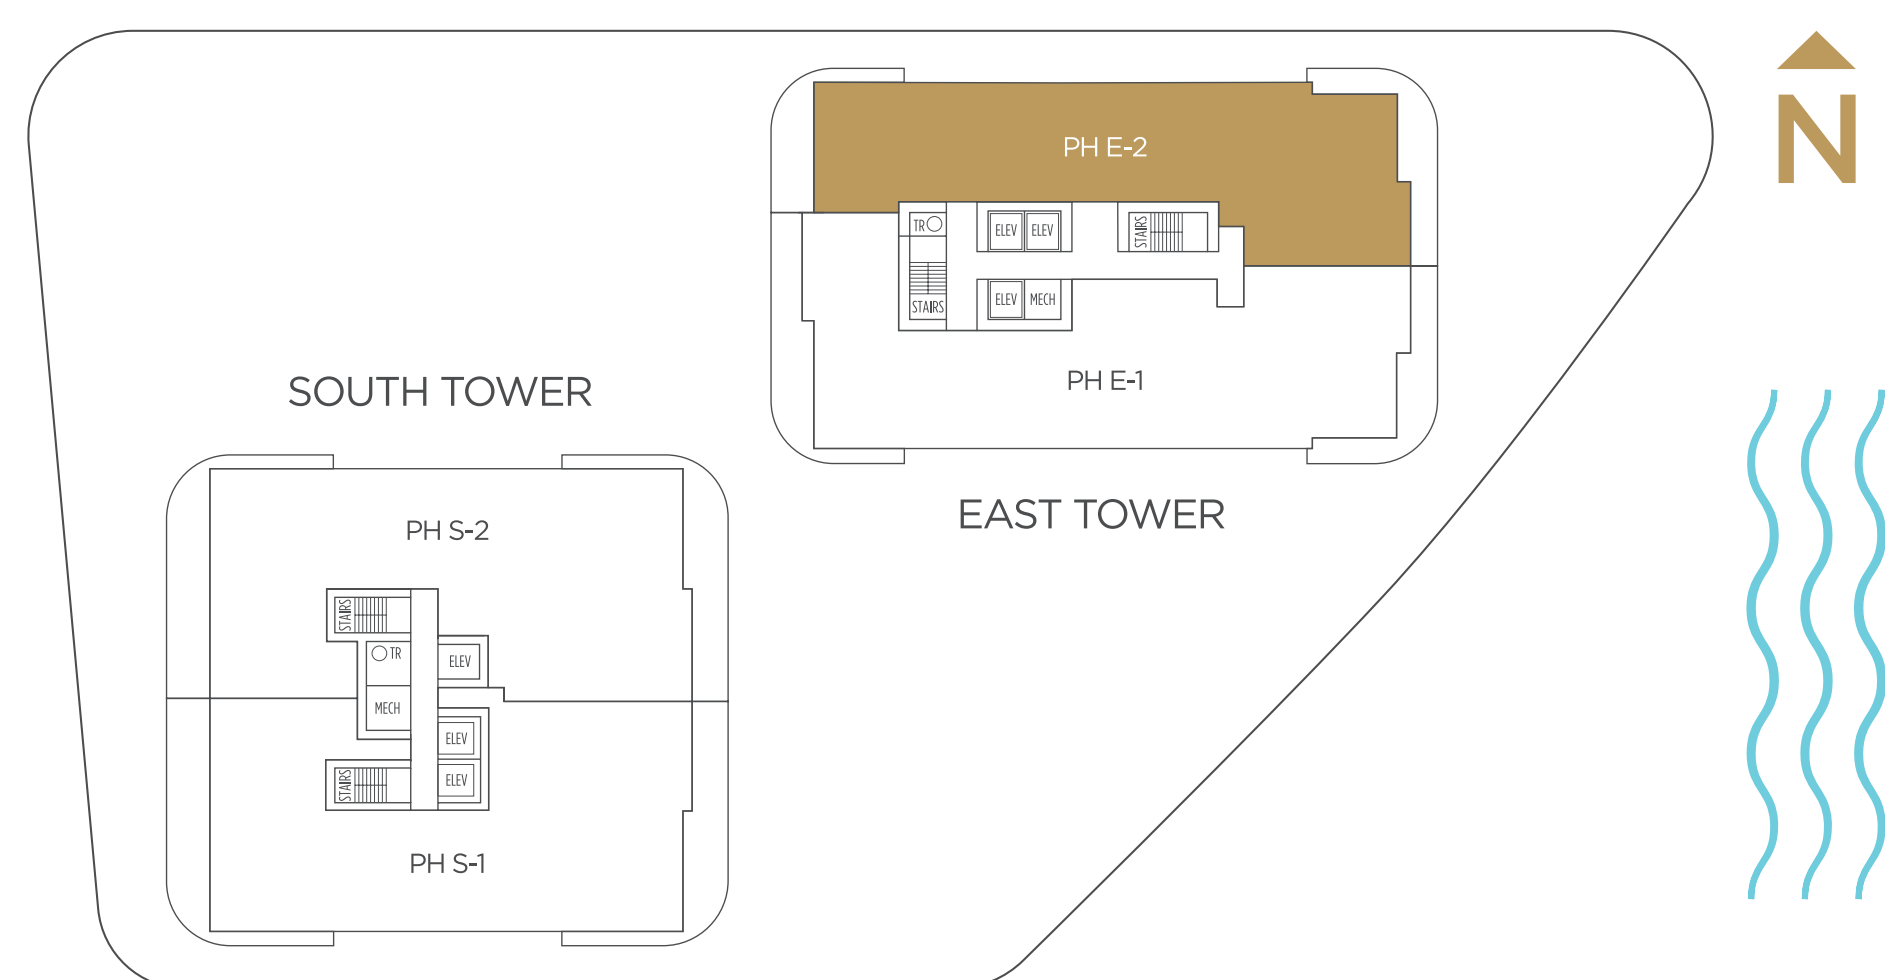 N
PH E-2
TR
ELEV
ELEV
STAIRS
ELEV
MECH
STAIRS
PH E-1
SOUTH TOWER
EAST TOWER
PH S-2
STAIRS
TR
ELEV
MECH
ELEV
STAIRS
ELEV
PH S-1